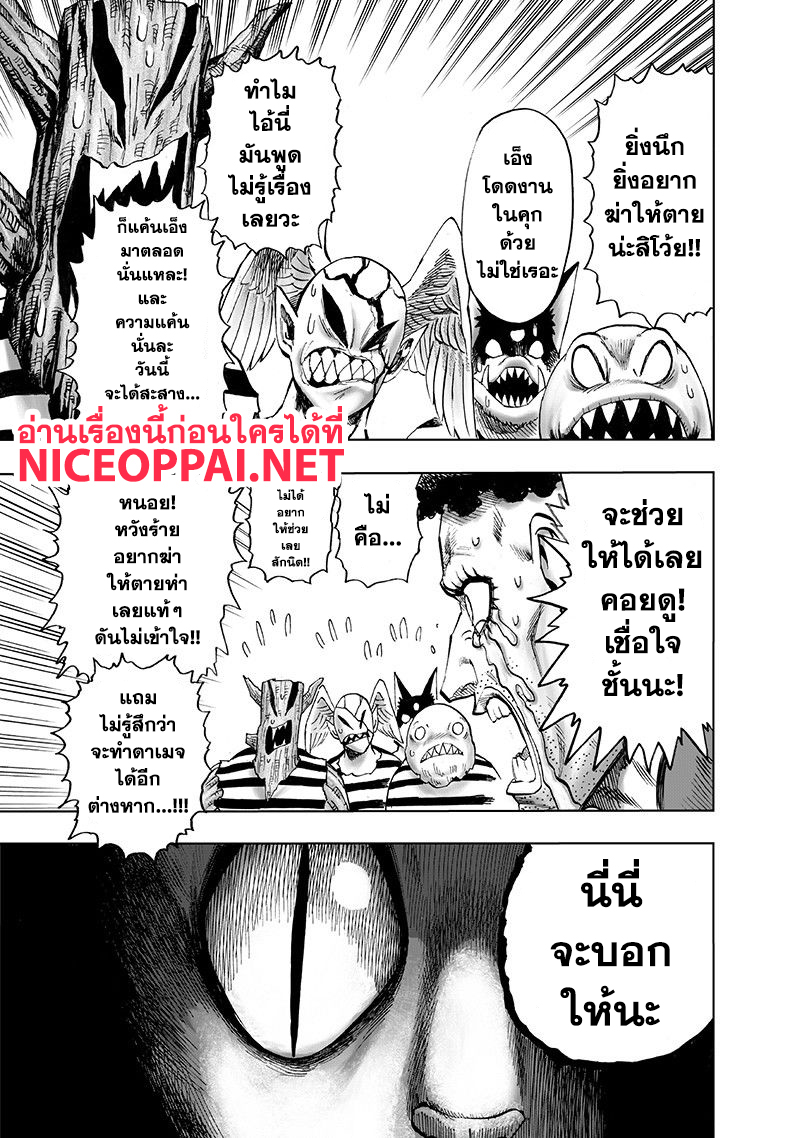 ยิ่งนึก
ยิ่งอยาก
ฆ่าให้ตาย
น่ะสิโว้ย!!
เอ็ง
โดดงาน
ในคุก
ด้วย
ไม่ใช่เรอะ
ทำไม
ไอ้นี่
มันพูด
ไม่รู้เรื่อง
เลยวะ
ก็แค้นเอ็ง
มาตลอด
นั่นแหละ!
และ
ความแค้น
นั่นละ
วันนี้
จะได้สะสาง...
อ่านเรื่องนี้ก่อนใครได้ที่
NICEOPPAI.NET
จะช่วย
ให้ได้เลย
คอยดู!
เชื่อใจ
ชั้นนะ!
ไม่
คือ...
ไม่ได้
อยาก
ให้ช่วย
เลย
สักนิด!!
หนอย!
หวังร้าย
อยากฆ่า
ให้ตายห่า
เลยแท้ๆ
ดันไม่เข้าใจ!!
แถม
ไม่รู้สึกว่า
จะทำดาเมจ
ได้อีก
ต่างหาก...!!!
นี่นี่
จะบอก
ให้นะ